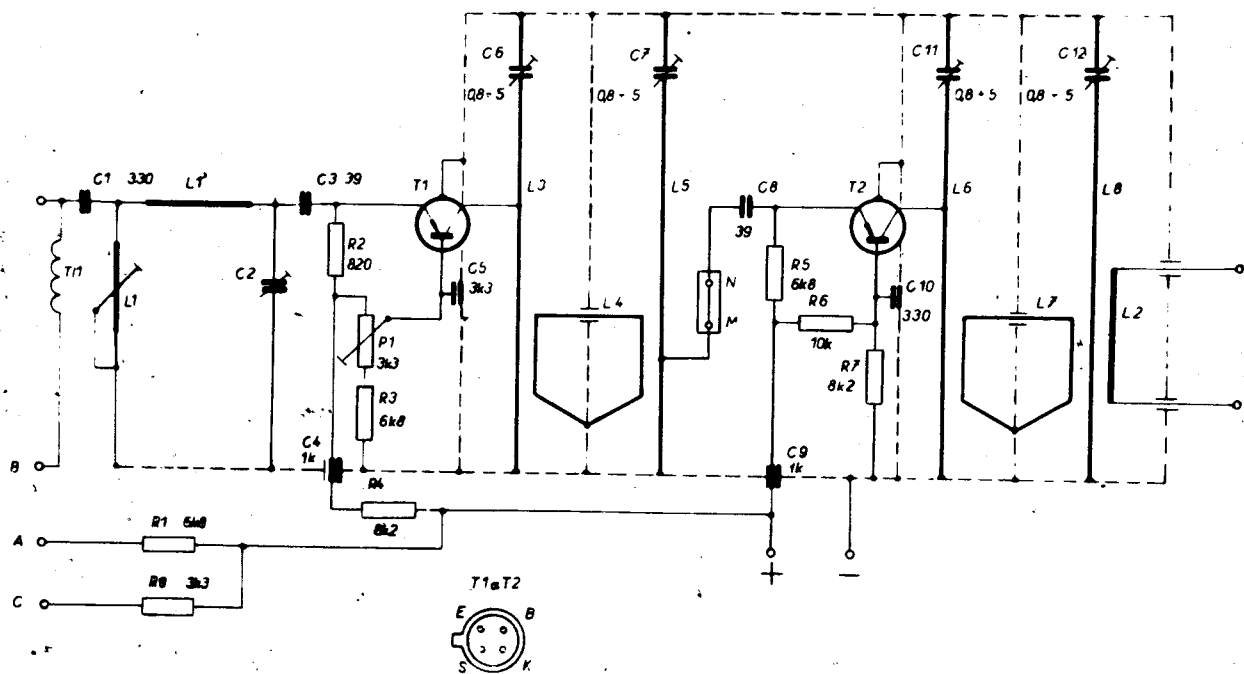 C6
C7
C11
C12
0,8-5
0,8-5
0,8-5
0,8-5
C1
330
L1'
C3 39
T1
L3
L5
C8
T2
L6
L8
39
R2
820
C5
3k3
R5
6k8
C10
330
C2
Tl1
L1
N
M
R6
10k
L4
L7
L2
P1
3k3
R7
8k2
R3
6k8
C4
1k
C9
1k
B
R4
8k2
R1 6k8
A
+
−
R8 3k3
C
T1 a T2
E
B
S
K